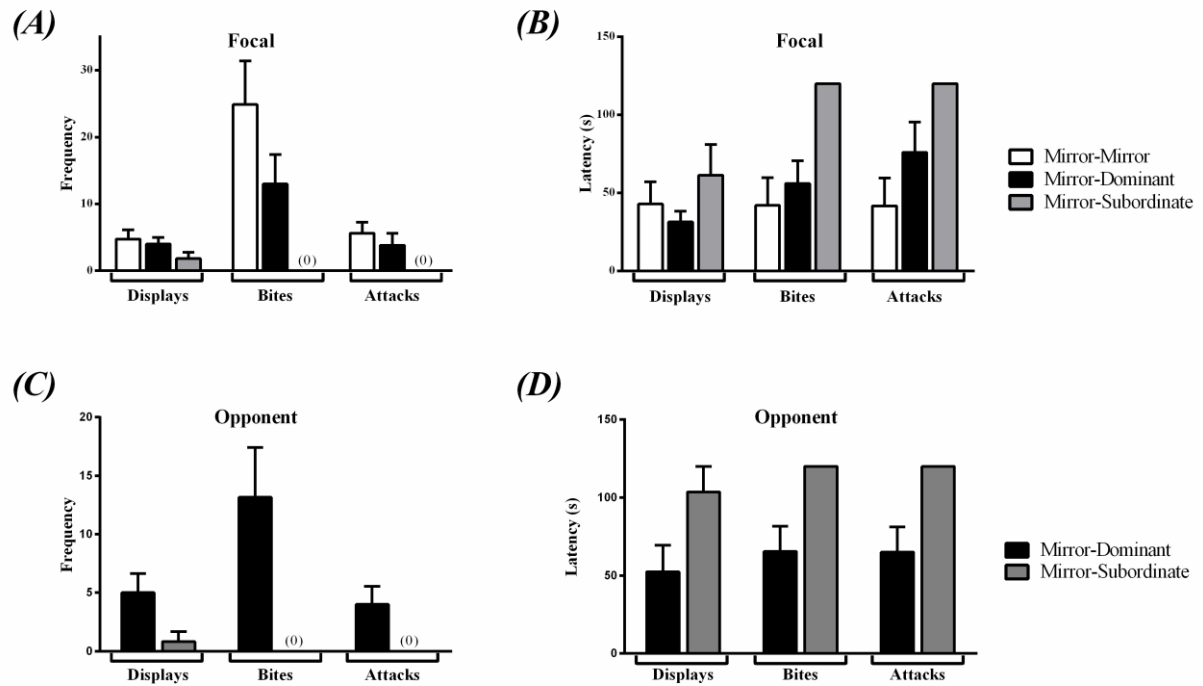 (A)
Focal
Frequency
30
20
10
0
(0)
(0)
Displays
Bites
Attacks
(B)
Focal
Latency (s)
150
100
50
0
Displays
Bites
Attacks
Mirror-Mirror
Mirror-Dominant
Mirror-Subordinate
(C)
Opponent
Frequency
20
15
10
5
0
(0)
(0)
Displays
Bites
Attacks
(D)
Opponent
Latency (s)
150
100
50
0
Displays
Bites
Attacks
Mirror-Dominant
Mirror-Subordinate